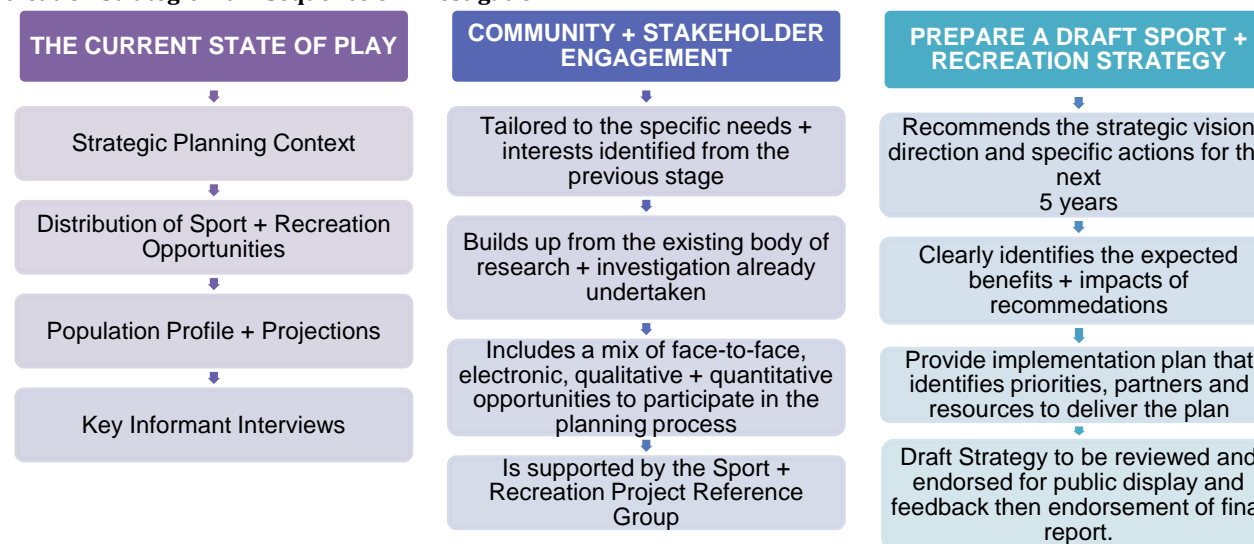 THE CURRENT STATE OF PLAY
Strategic Planning Context
Distribution of Sport + Recreation
Opportunities
Population Profile + Projections
Key Informant Interviews
COMMUNITY + STAKEHOLDER
ENGAGEMENT
Tailored to the specific needs +
interests identified from the
previous stage
Builds up from the existing body of
research + investigation already
undertaken
Includes a mix of face-to-face,
electronic, qualitative + quantitative
opportunities to participate in the
planning process
Is supported by the Sport +
Recreation Project Reference
Group
PREPARE A DRAFT SPORT +
RECREATION STRATEGY
Recommends the strategic vision
direction and specific actions for
next
5 years
Clearly identifies the expected
benefits + impacts of
recommedations
Provide implementation plan that
identifies priorities, partners and
resources to deliver the plan
Draft Strategy to be reviewed and
endorsed for public display and
feedback then endorsement of
report.